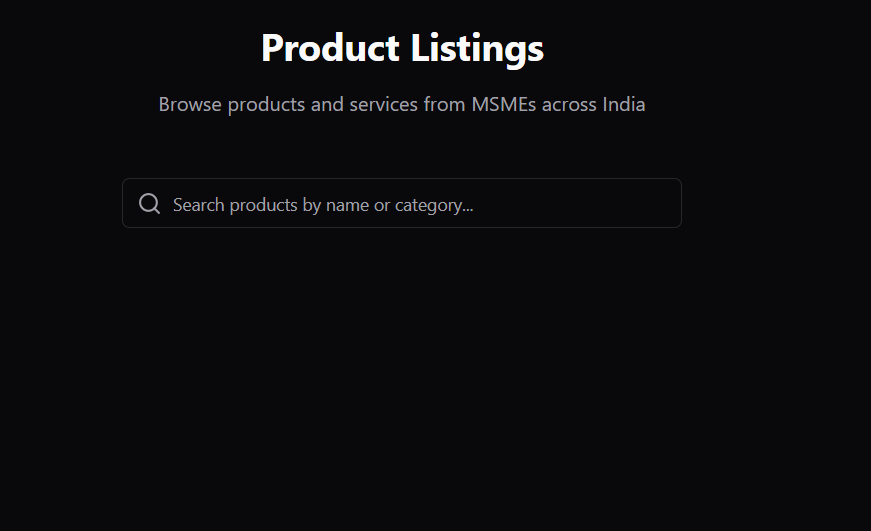 Product Listings
Browse products and services from MSMEs across India
Search products by name or category...